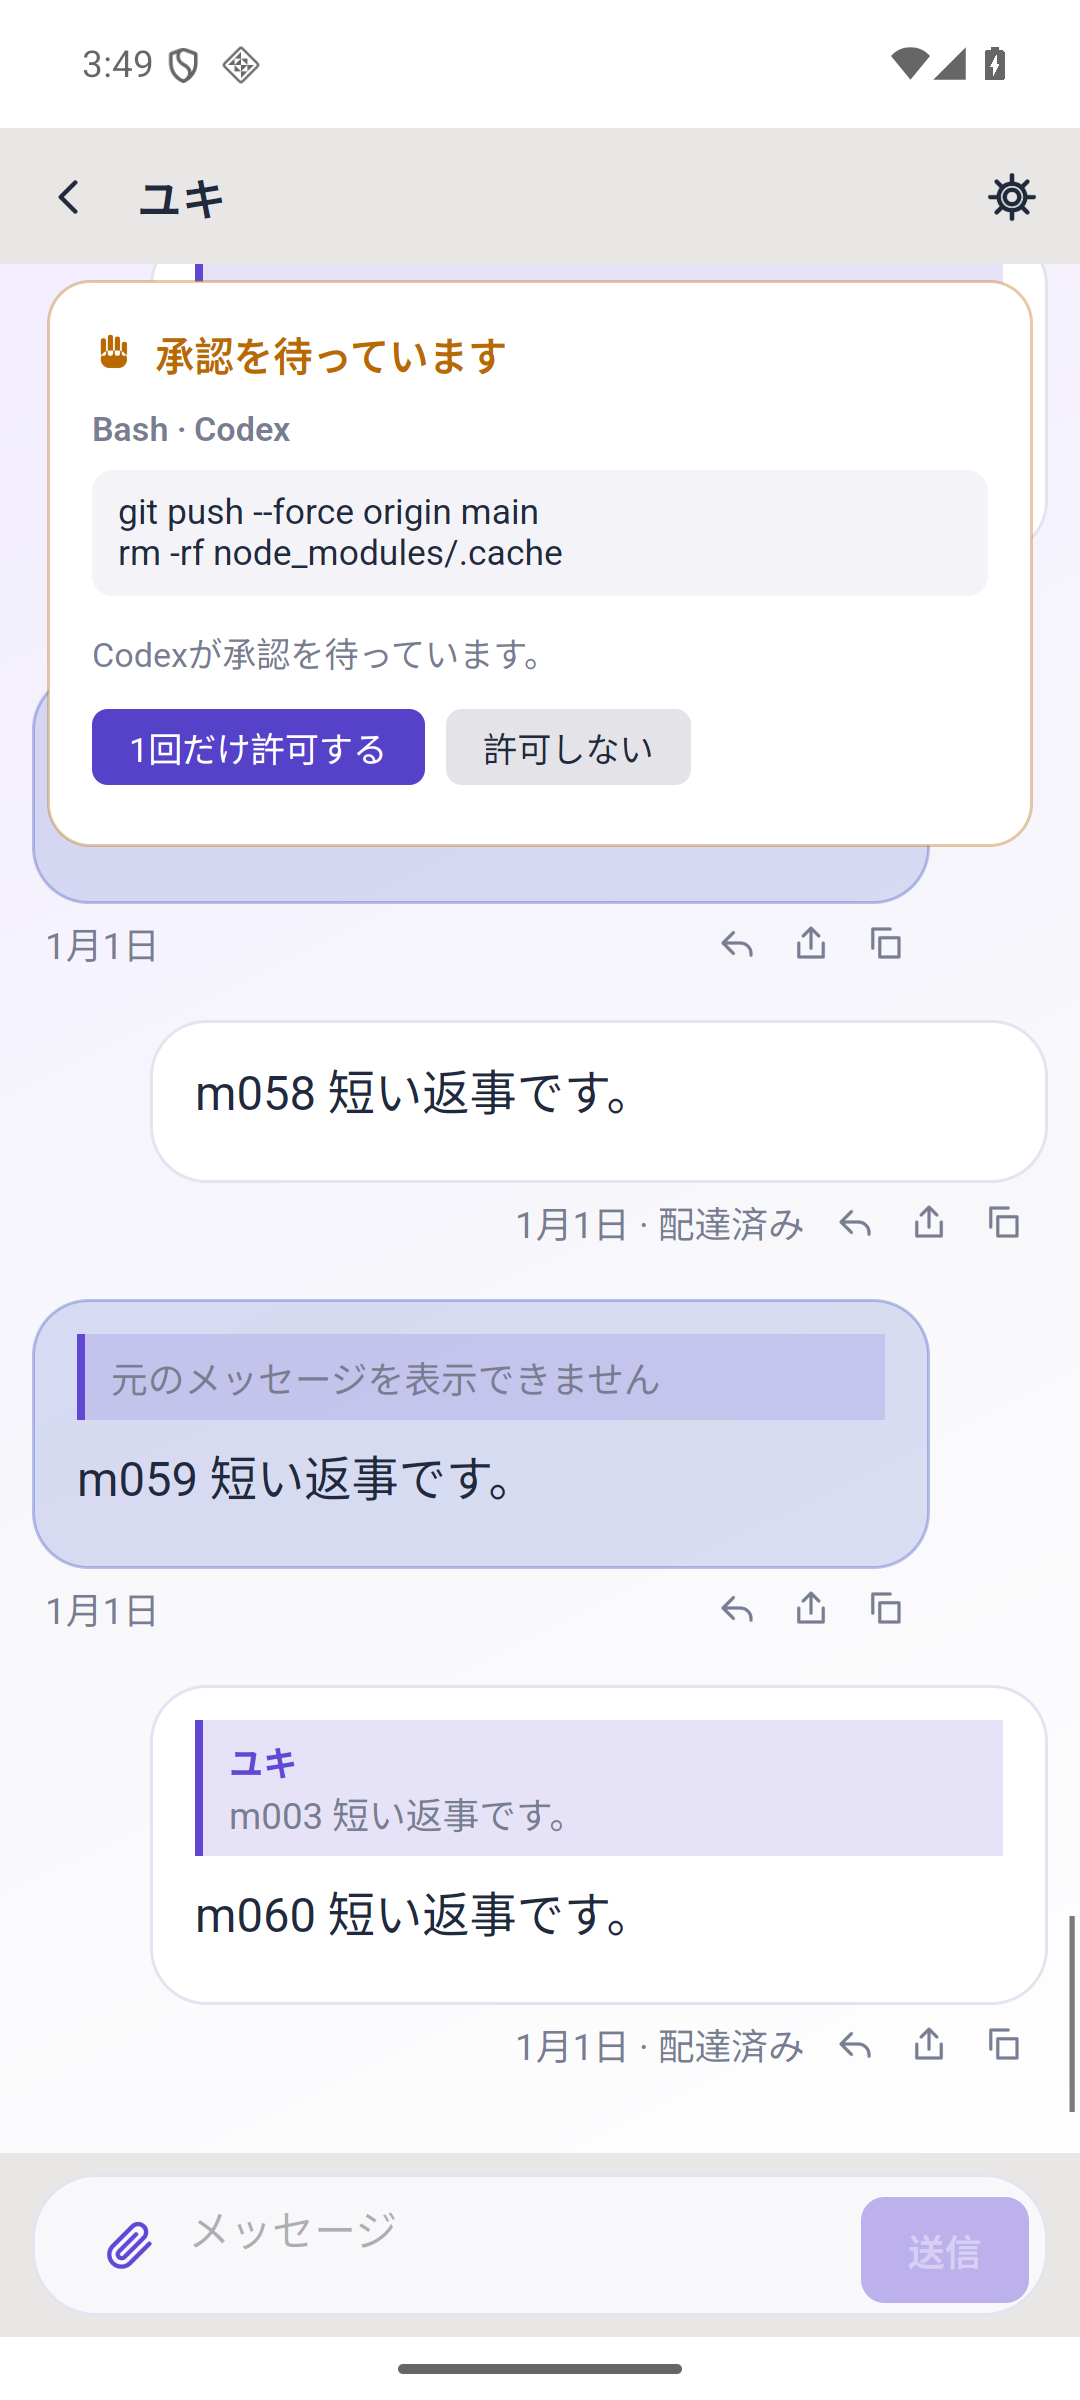 3:49
ユキ
承認を待っています
Bash · Codex
git push --force origin main
rm -rf node_modules/.cache
Codexが承認を待っています。
1回だけ許可する
許可しない
1月1日
m058 短い返事です。
1月1日 · 配達済み
元のメッセージを表示できません
m059 短い返事です。
1月1日
ユキ
m003 短い返事です。
m060 短い返事です。
1月1日 · 配達済み
メッセージ
送信